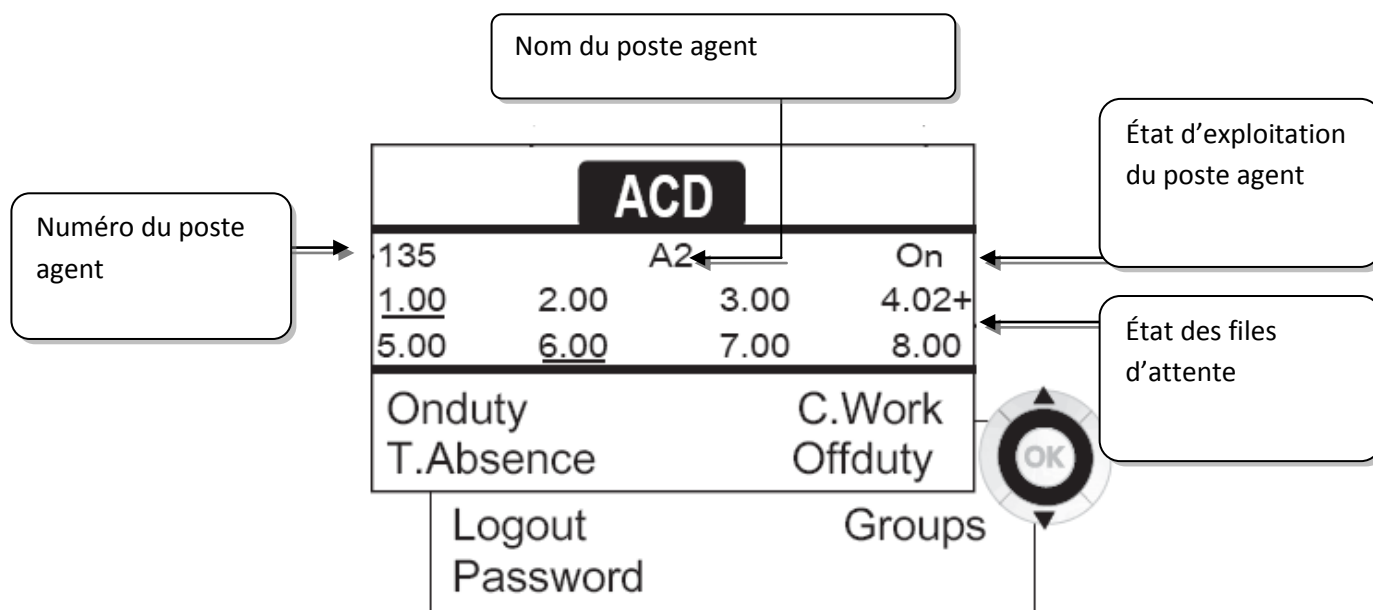 Nom du poste agent
État d’exploitation
du poste agent
Numéro du poste
agent
ACD
135 A2 On
1.00 2.00 3.00 4.02+
5.00 6.00 7.00 8.00
État des files
d’attente
Onduty C.Work
T.Absence Offduty
OK
Logout Groups
Password